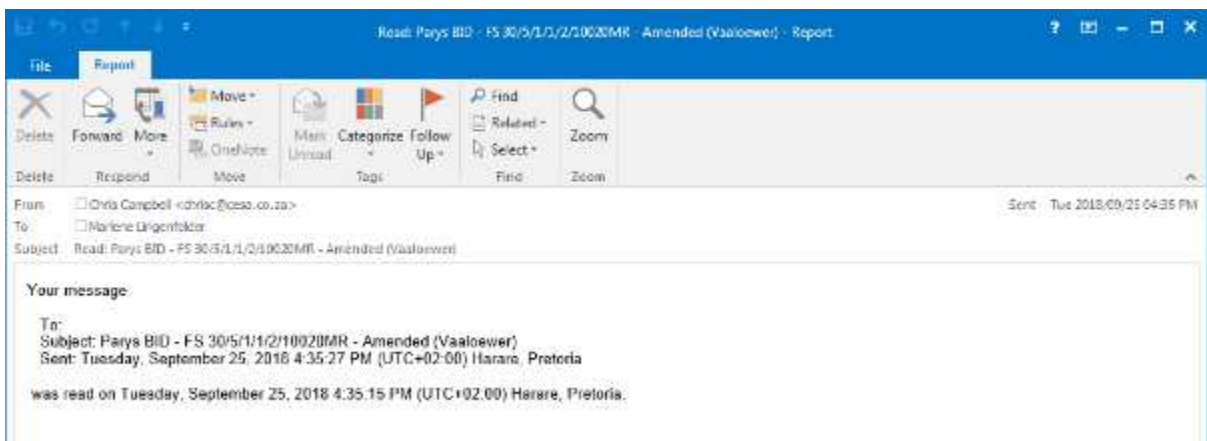 Read: Parys BID - FS 30/5/1/1/2/10020MR - Amended (Vaaloewer) - Report
File Report
Delete Forward More Move Rules OneNote Mark Unread Categorize Follow Up Find Related Select Zoom
Delete Respond Move Tags Find Zoom
From Chris Campbell <chrisc@cesa.co.za> Sent Tue 2018/09/25 04:35 PM
To Marlene Lingenfelder
Subject Read: Parys BID - FS 30/5/1/1/2/10020MR - Amended (Vaaloewer)
Your message
To:
Subject: Parys BID - FS 30/5/1/1/2/10020MR - Amended (Vaaloewer)
Sent: Tuesday, September 25, 2018 4:35:27 PM (UTC+02:00) Harare, Pretoria
was read on Tuesday, September 25, 2018 4:35:15 PM (UTC+02:00) Harare, Pretoria.